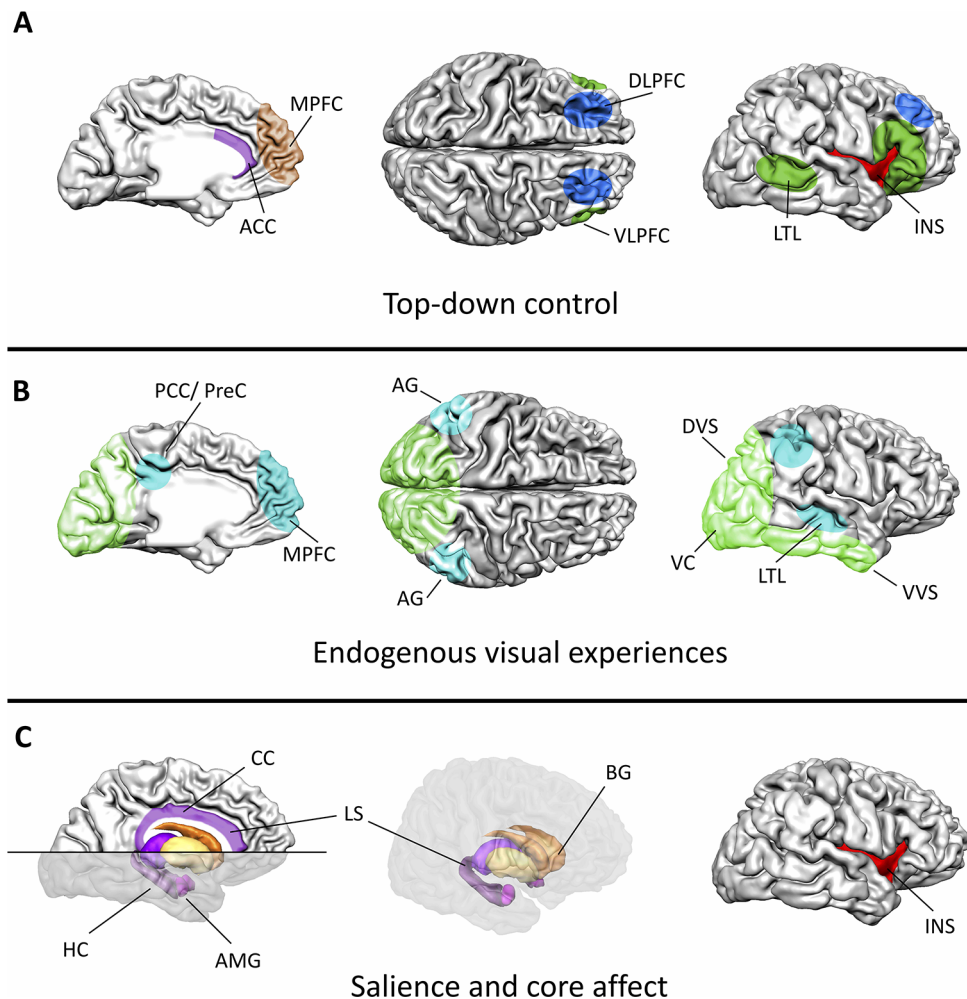 A
MPFC
ACC
DLPFC
VLPFC
LTL
INS
Top-down control
B
PCC/ PreC
MPFC
AG
AG
DVS
VC
LTL
VVS
Endogenous visual experiences
C
CC
LS
HC
AMG
BG
INS
Salience and core affect